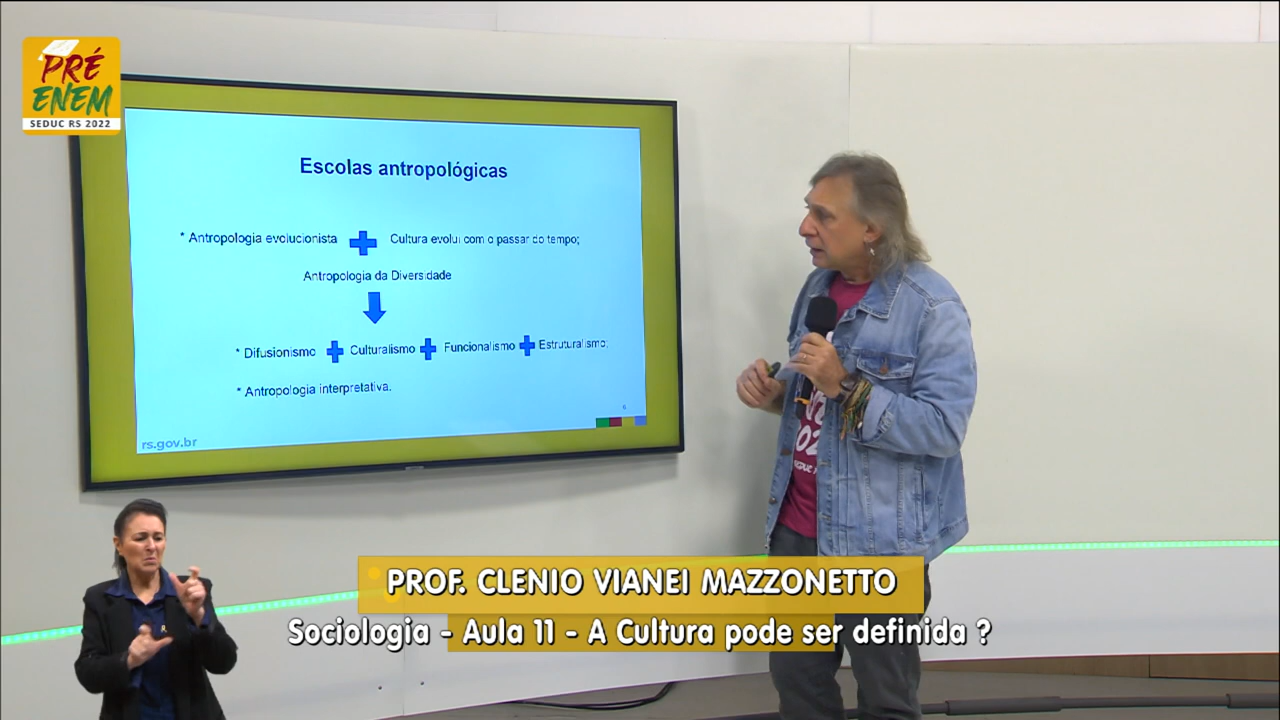 PRÉ
ENEM
SEDUC RS 2022
Escolas antropológicas
* Antropologia evolucionista + Cultura evolui com o passar do tempo;
Antropologia da Diversidade
* Difusionismo + Culturalismo + Funcionalismo + Estruturalismo;
* Antropologia interpretativa.
6
rs.gov.br
PROF. CLENIO VIANEI MAZZONETTO
Sociologia - Aula 11 - A Cultura pode ser definida ?